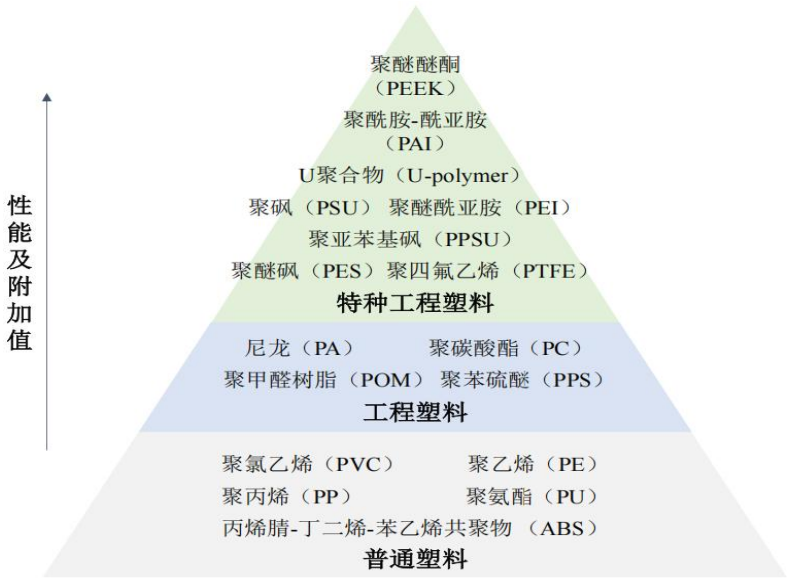 聚醚醚酮
（PEEK）
聚酰胺-酰亚胺
（PAI）
U聚合物（U-polymer）
聚砜（PSU） 聚醚酰亚胺（PEI）
聚亚苯基砜（PPSU）
聚醚砜（PES）聚四氟乙烯（PTFE）
特种工程塑料
尼龙（PA） 聚碳酸酯（PC）
聚甲醛树脂（POM） 聚苯硫醚（PPS）
工程塑料
聚氯乙烯（PVC） 聚乙烯（PE）
聚丙烯（PP） 聚氨酯（PU）
丙烯腈-丁二烯-苯乙烯共聚物 （ABS）
普通塑料
性能及附加值